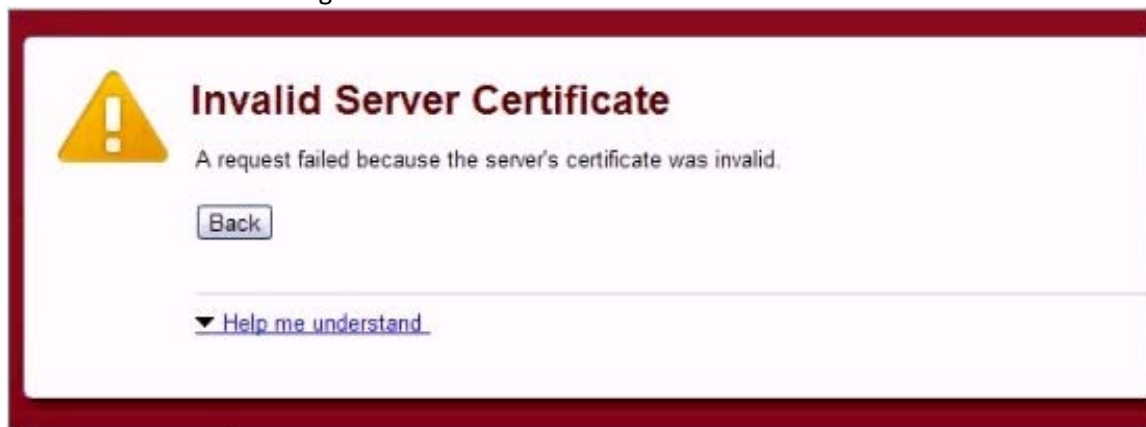 Invalid Server Certificate
A request failed because the server's certificate was invalid.
Back
Help me understand